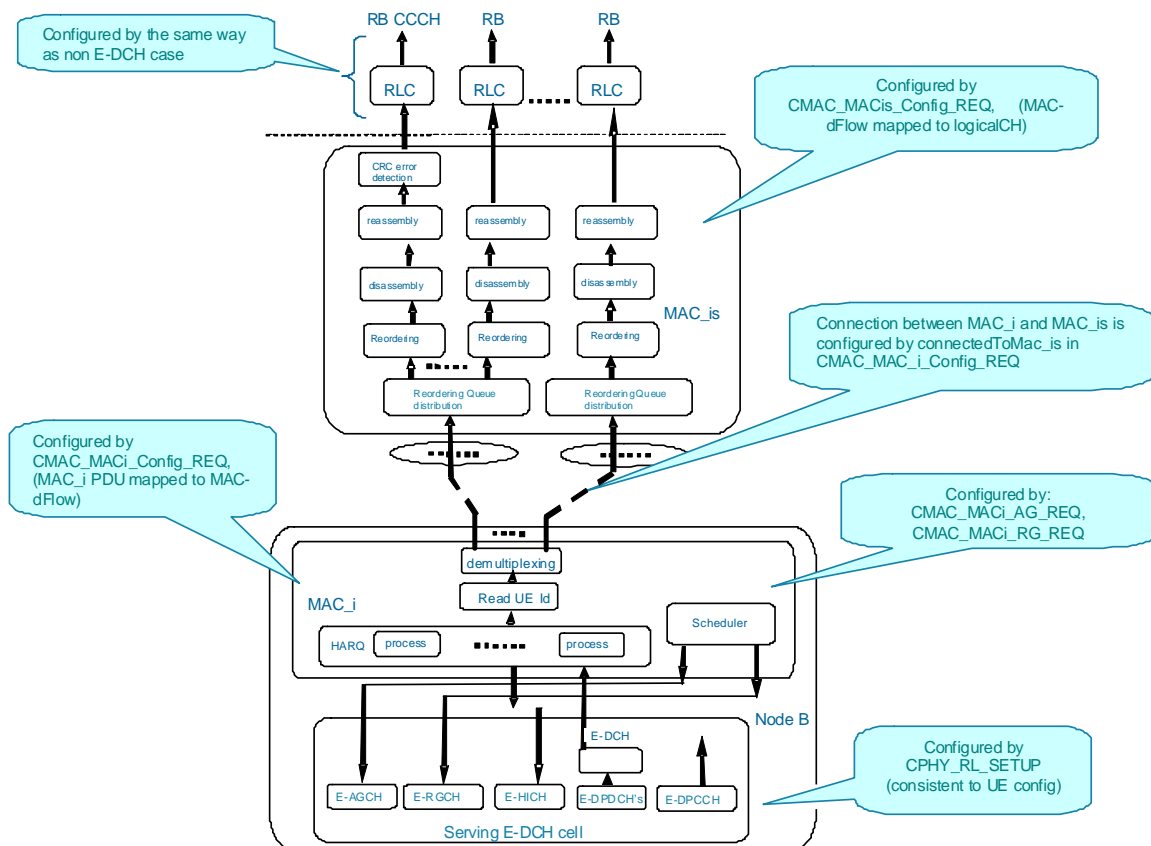 RB CCCH
RB
RB
Configured by the same way
as non E-DCH case
RLC
RLC
RLC
Configured by
CMAC_MACis_Config_REQ, (MAC-
dFlow mapped to logicalCH)
CRC error
detection
reassembly
reassembly
reassembly
disassembly
disassembly
disassembly
MAC_is
Reordering
Reordering
Reordering
Reordering Queue
distribution
Reordering Queue
distribution
Connection between MAC_i and MAC_is is
configured by connectedToMac_is in
CMAC_MAC_i_Config_REQ
Configured by
CMAC_MACi_Config_REQ,
(MAC_i PDU mapped to MAC-
dFlow)
Configured by:
CMAC_MACi_AG_REQ,
CMAC_MACi_RG_REQ
demultiplexing
Read UE Id
MAC_i
Scheduler
HARQ
process
process
Node B
E-DCH
E-AGCH
E-RGCH
E-HICH
E-DPDCH's
E-DPCCH
Serving E-DCH cell
Configured by
CPHY_RL_SETUP
(consistent to UE config)